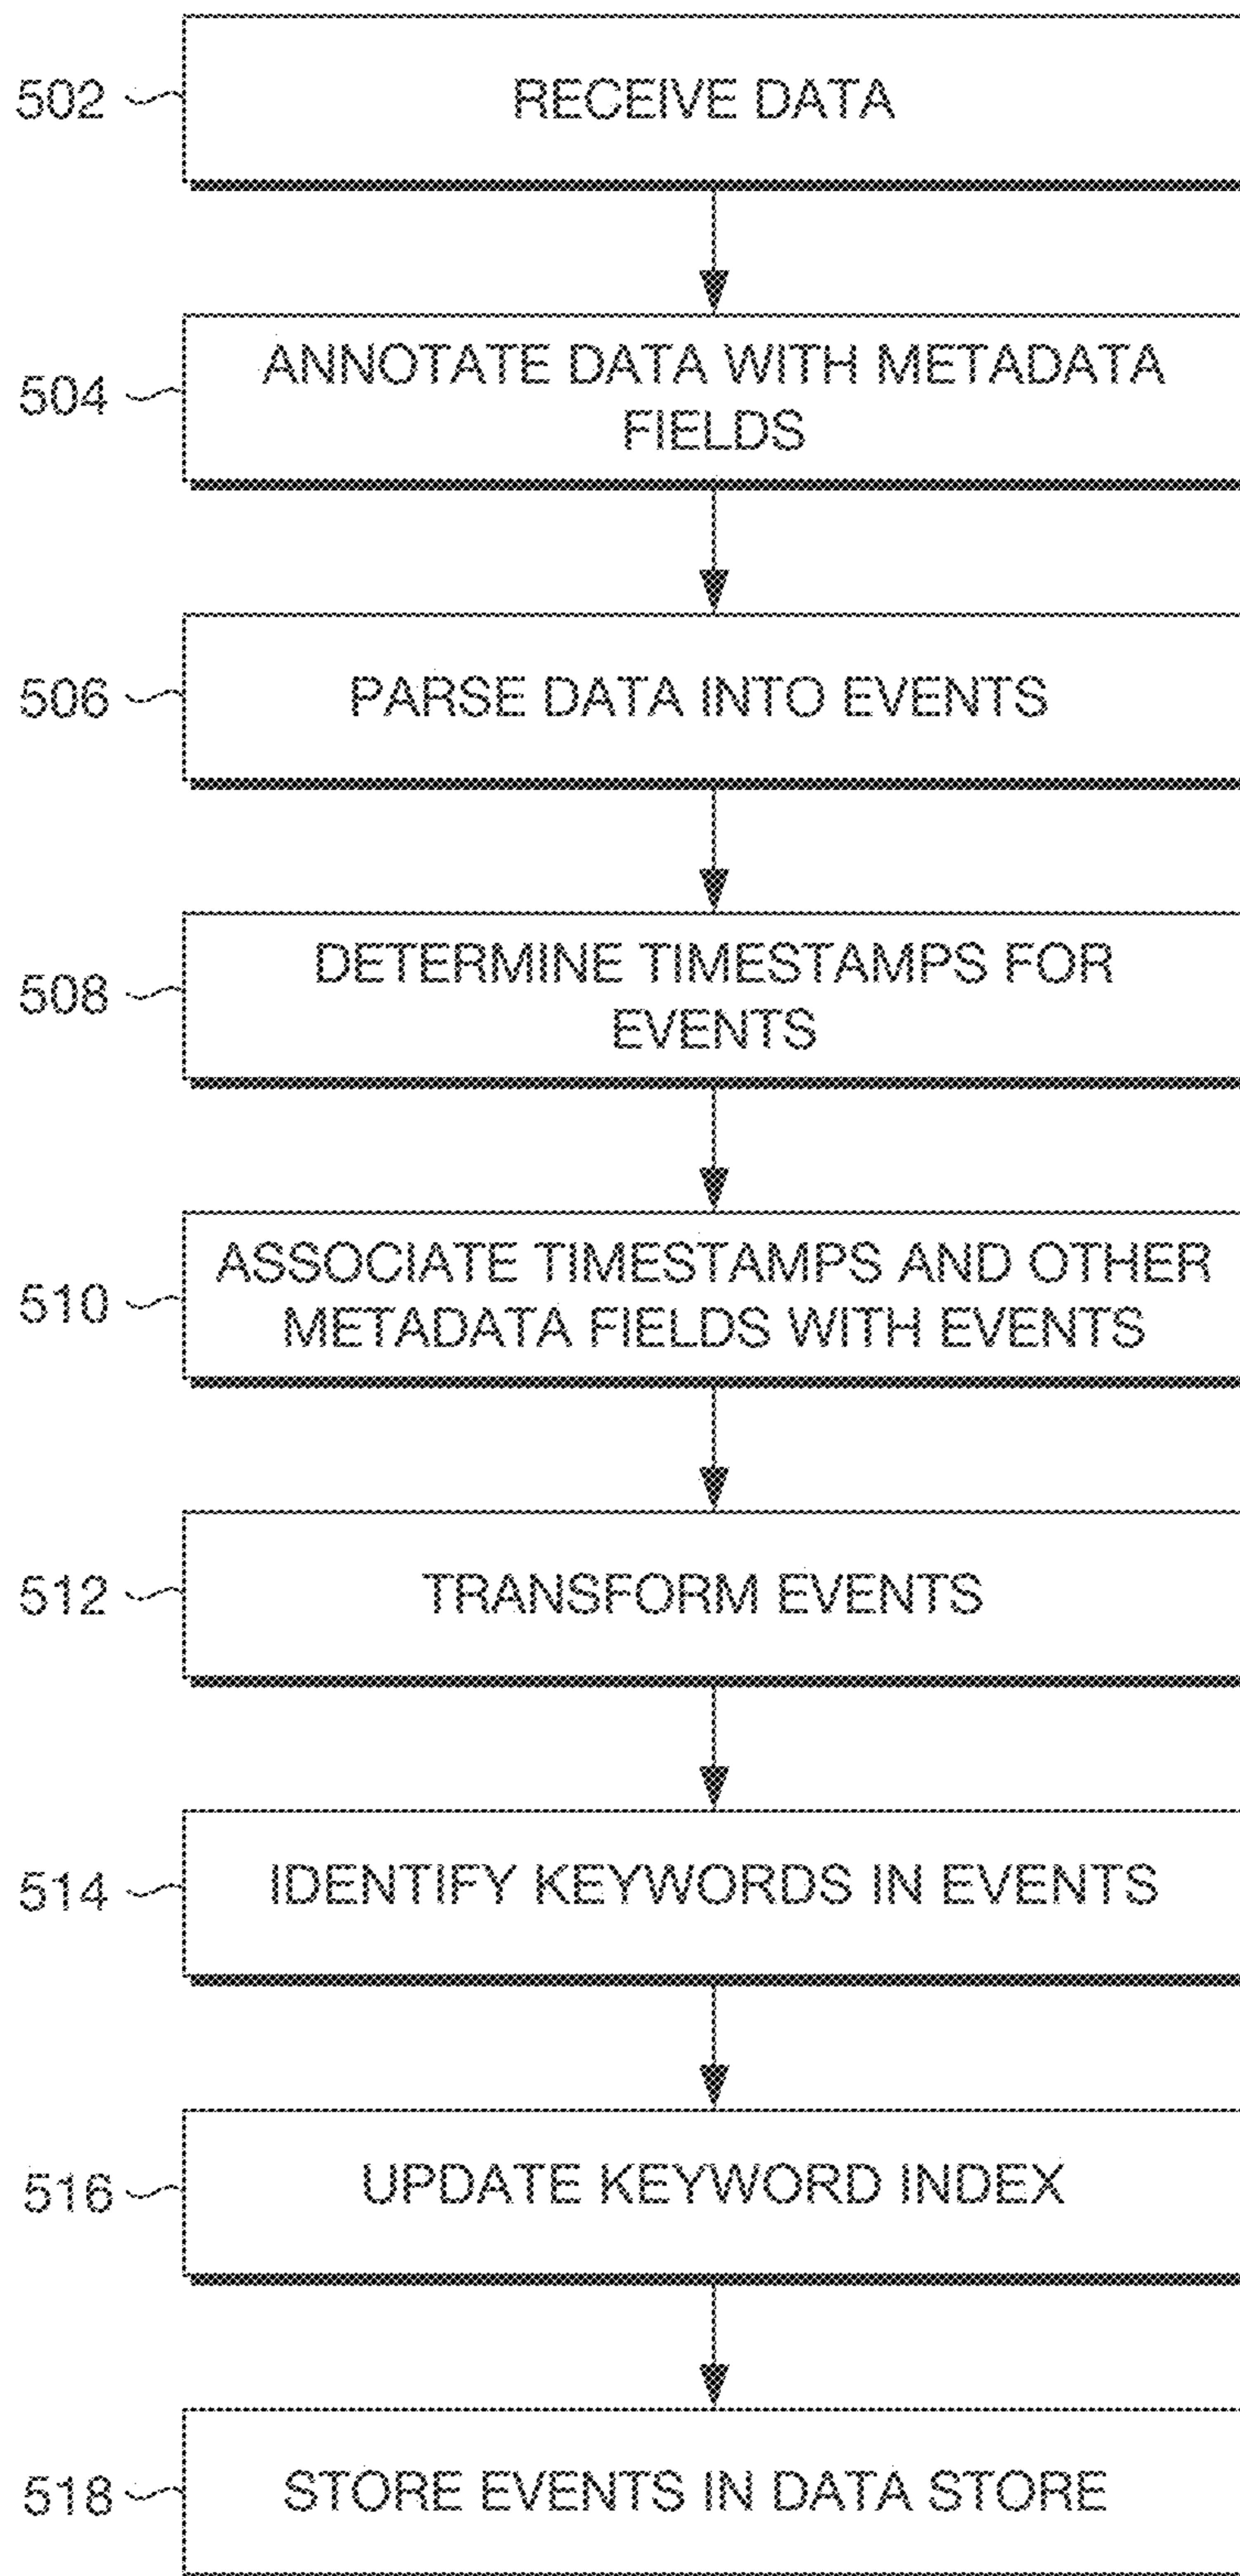 502
RECEIVE DATA
504
ANNOTATE DATA WITH METADATA
FIELDS
506
PARSE DATA INTO EVENTS
508
DETERMINE TIMESTAMPS FOR
EVENTS
510
ASSOCIATE TIMESTAMPS AND OTHER
METADATA FIELDS WITH EVENTS
512
TRANSFORM EVENTS
514
IDENTIFY KEYWORDS IN EVENTS
516
UPDATE KEYWORD INDEX
518
STORE EVENTS IN DATA STORE